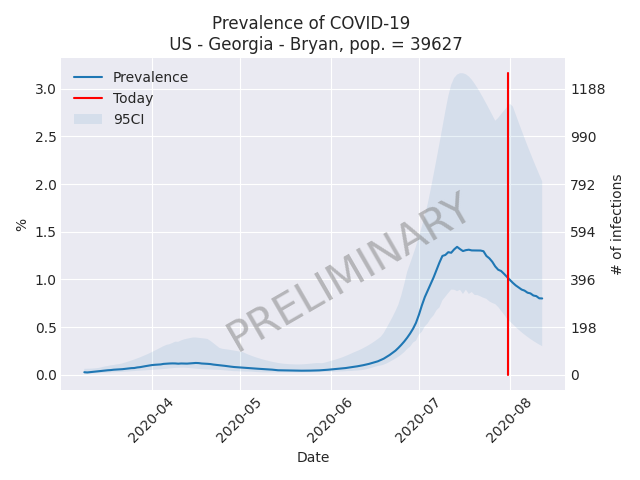 Prevalence of COVID-19
US - Georgia - Bryan, pop. = 39627
Prevalence
Today
95CI
3.0
2.5
2.0
1.5
1.0
0.5
0.0
%
1188
990
792
594
396
198
0
# of infections
PRELIMINARY
2020-04
2020-05
2020-06
2020-07
2020-08
Date